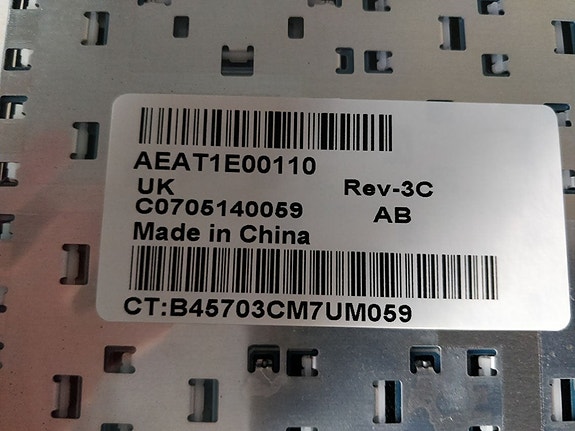 AEAT1E00110
UK Rev-3C
C0705140059 AB
Made in China
CT:B45703CM7UM059